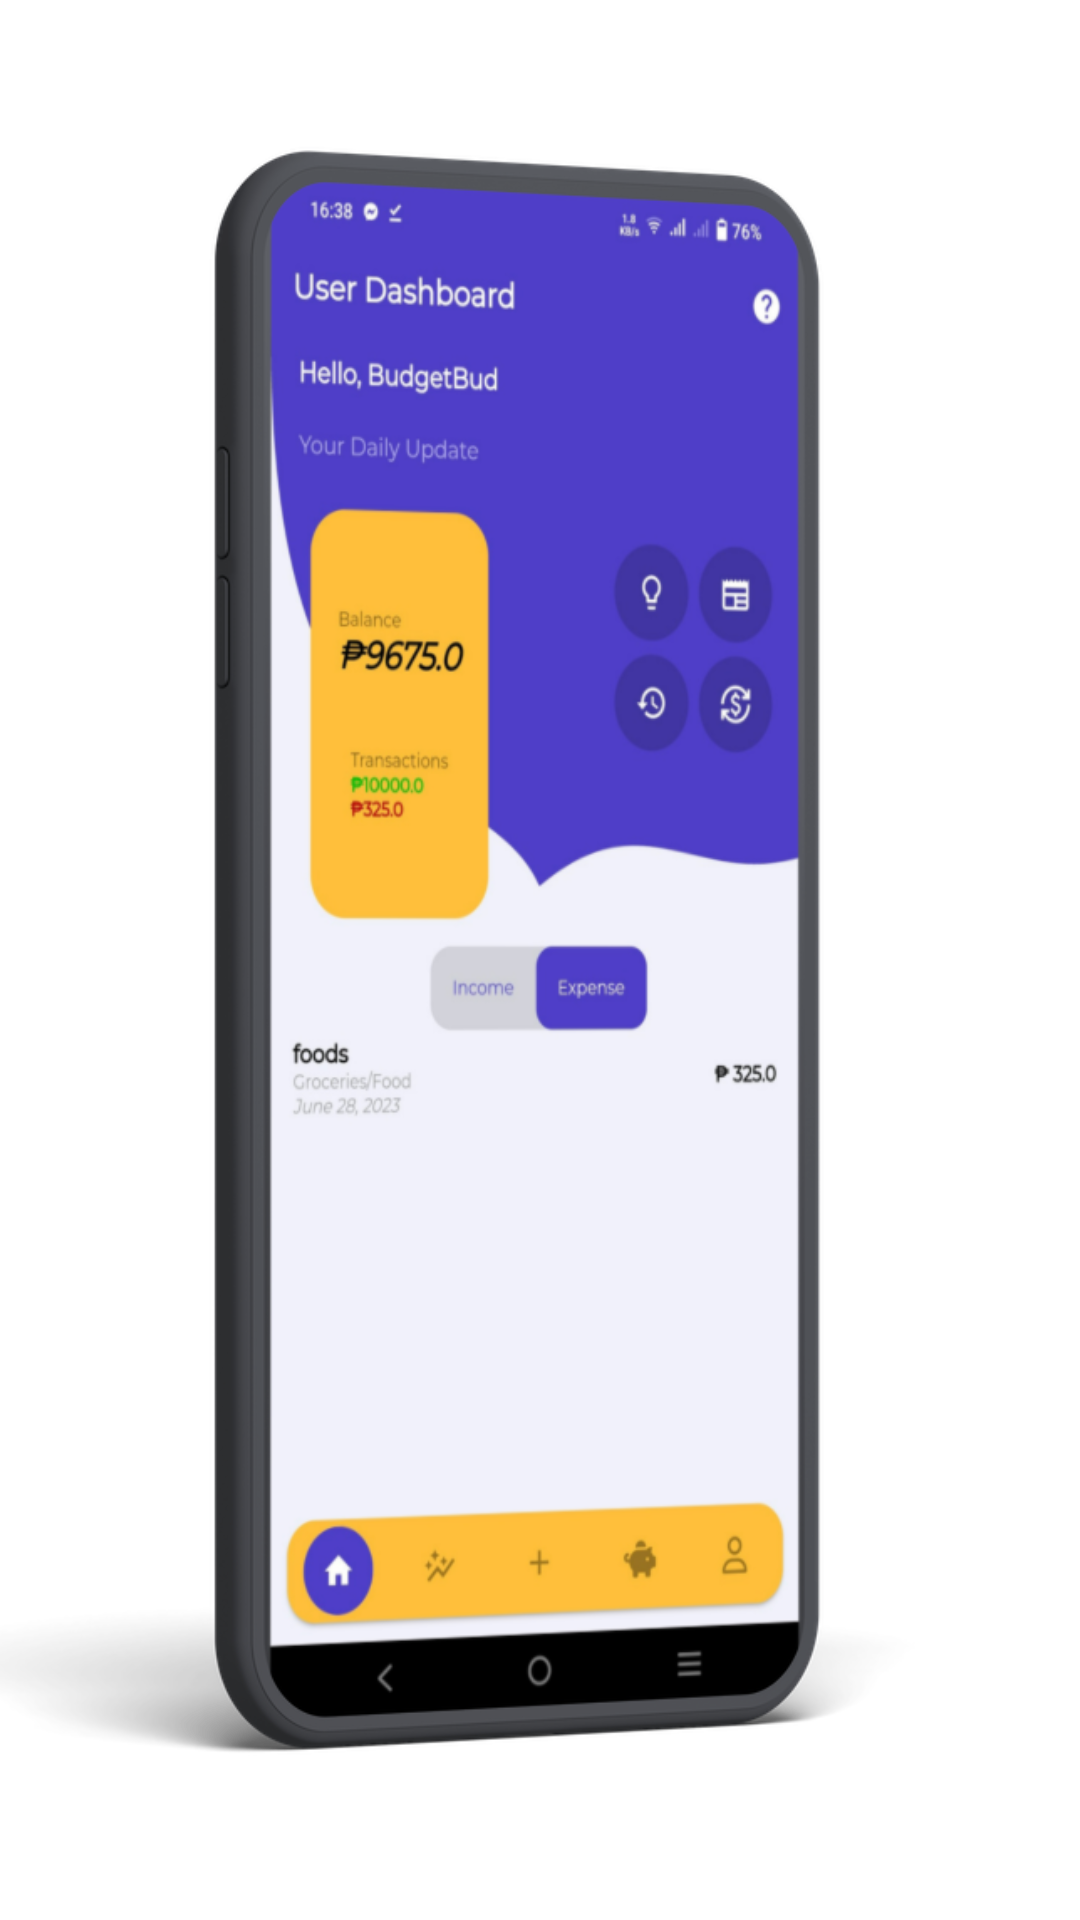 16:38
1.8
KB/s
76%
User Dashboard
Hello, BudgetBud
Your Daily Update
Balance
₱9675.0
Transactions
₱10000.0
₱325.0
Income
Expense
foods
Groceries/Food
June 28, 2023
₱ 325.0